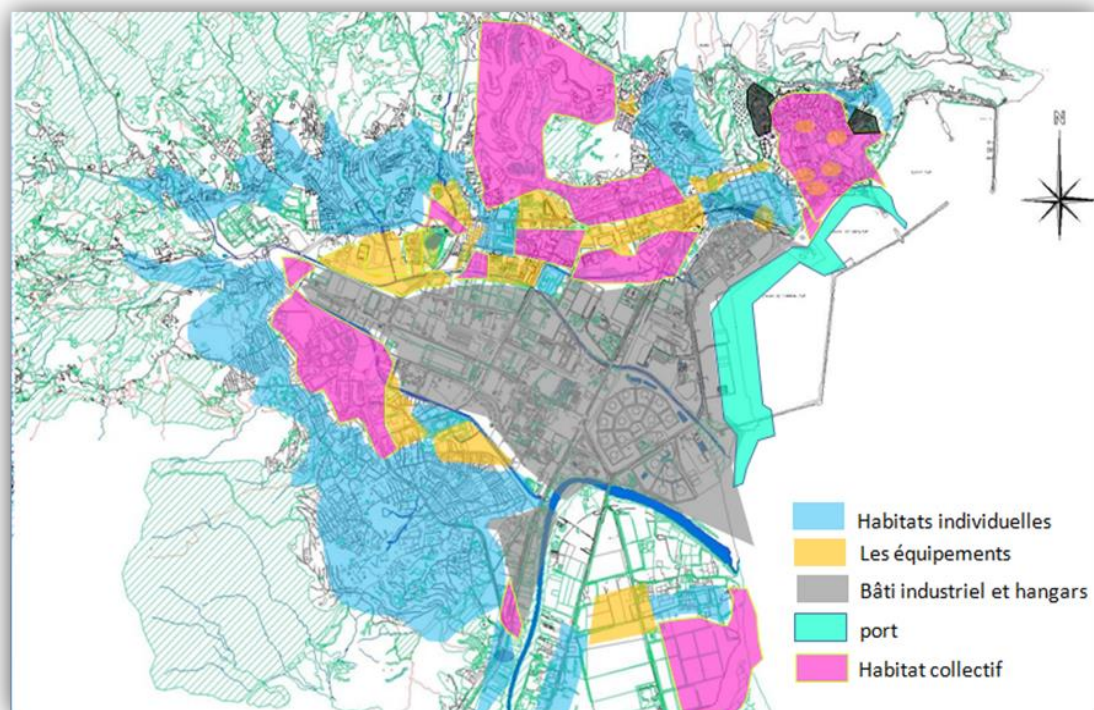 N
Habitats individuelles
Les équipements
Bâti industriel et hangars
port
Habitat collectif